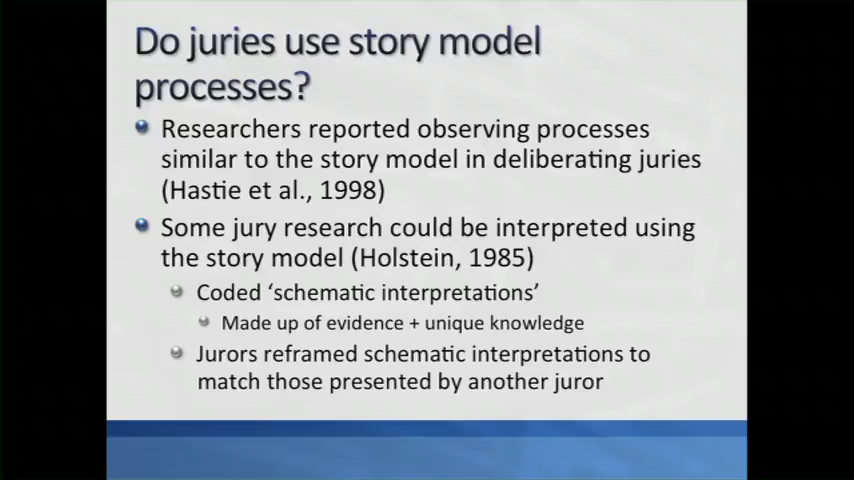 Do juries use story model
processes?
Researchers reported observing processes
similar to the story model in deliberating juries
(Hastie et al., 1998)
Some jury research could be interpreted using
the story model (Holstein, 1985)
Coded ‘schematic interpretations’
Made up of evidence + unique knowledge
Jurors reframed schematic interpretations to
match those presented by another juror